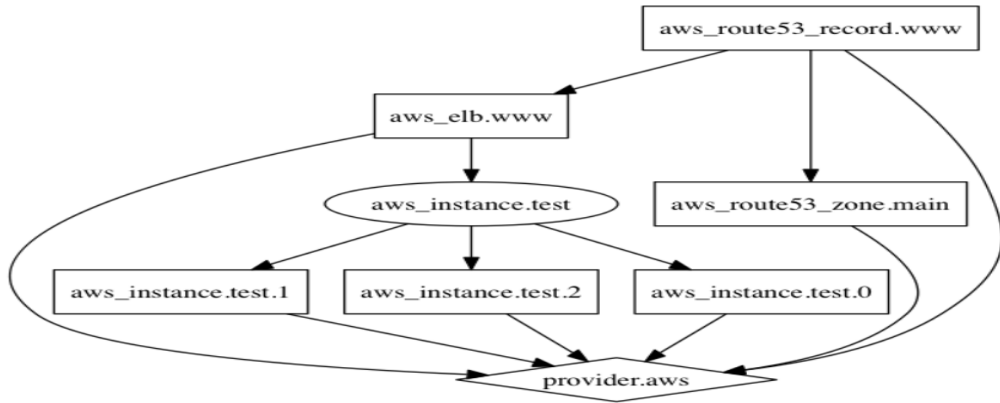 aws_route53_record.www
aws_elb.www
aws_instance.test
aws_route53_zone.main
aws_instance.test.1
aws_instance.test.2
aws_instance.test.0
provider.aws